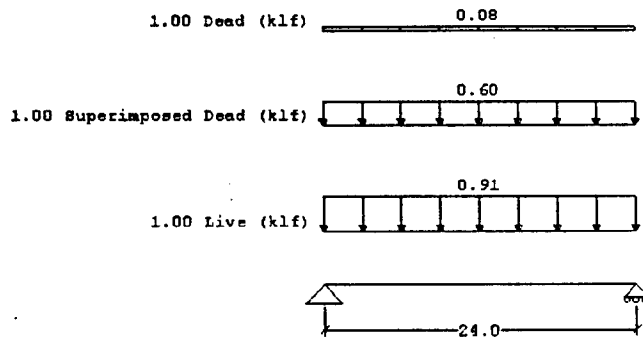 0.08
1.00 Dead (klf)
0.60
1.00 Superimposed Dead (klf)
0.91
1.00 Live (klf)
24.0